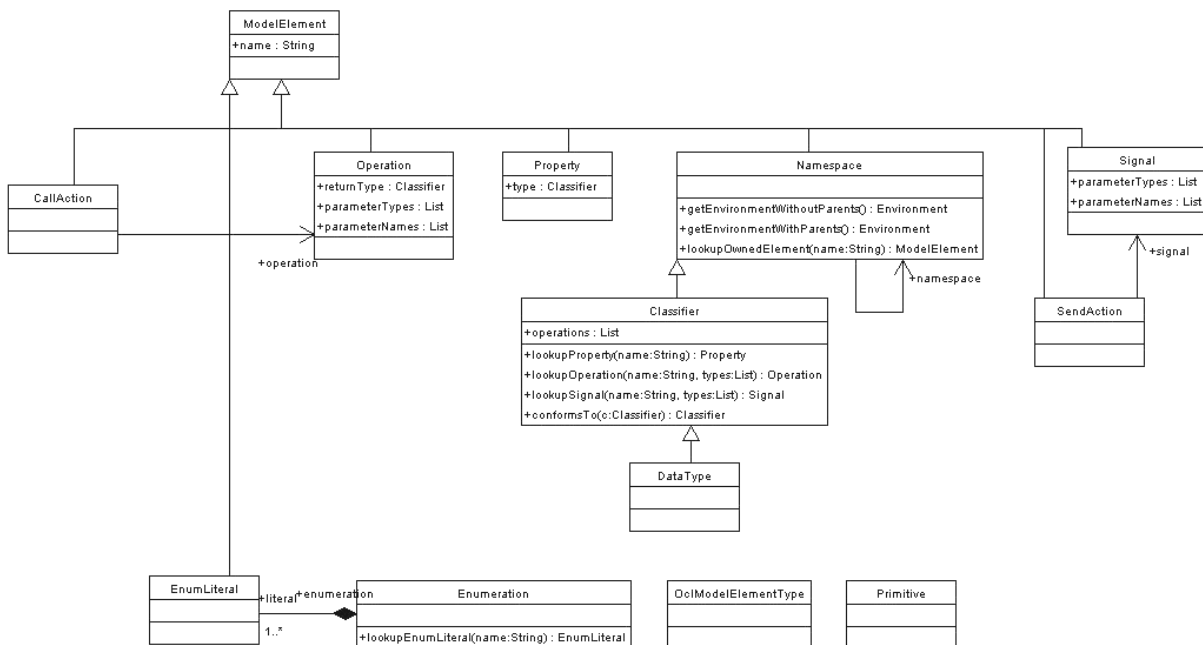 ModelElement
+name : String
Operation
+returnType : Classifier
+parameterTypes : List
+parameterNames : List
Property
+type : Classifier
Namespace
+getEnvironmentWithoutParents() : Environment
+getEnvironmentWithParents() : Environment
+lookupOwnedElement(name:String) : ModelElement
Signal
+parameterTypes : List
+parameterNames : List
CallAction
+operation
+signal
+namespace
Classifier
+operations : List
+lookupProperty(name:String) : Property
+lookupOperation(name:String, types:List) : Operation
+lookupSignal(name:String, types:List) : Signal
+conformsTo(c:Classifier) : Classifier
SendAction
DataType
EnumLiteral
+literal
+enumeration
1..*
Enumeration
+lookupEnumLiteral(name:String) : EnumLiteral
OclModelElementType
Primitive